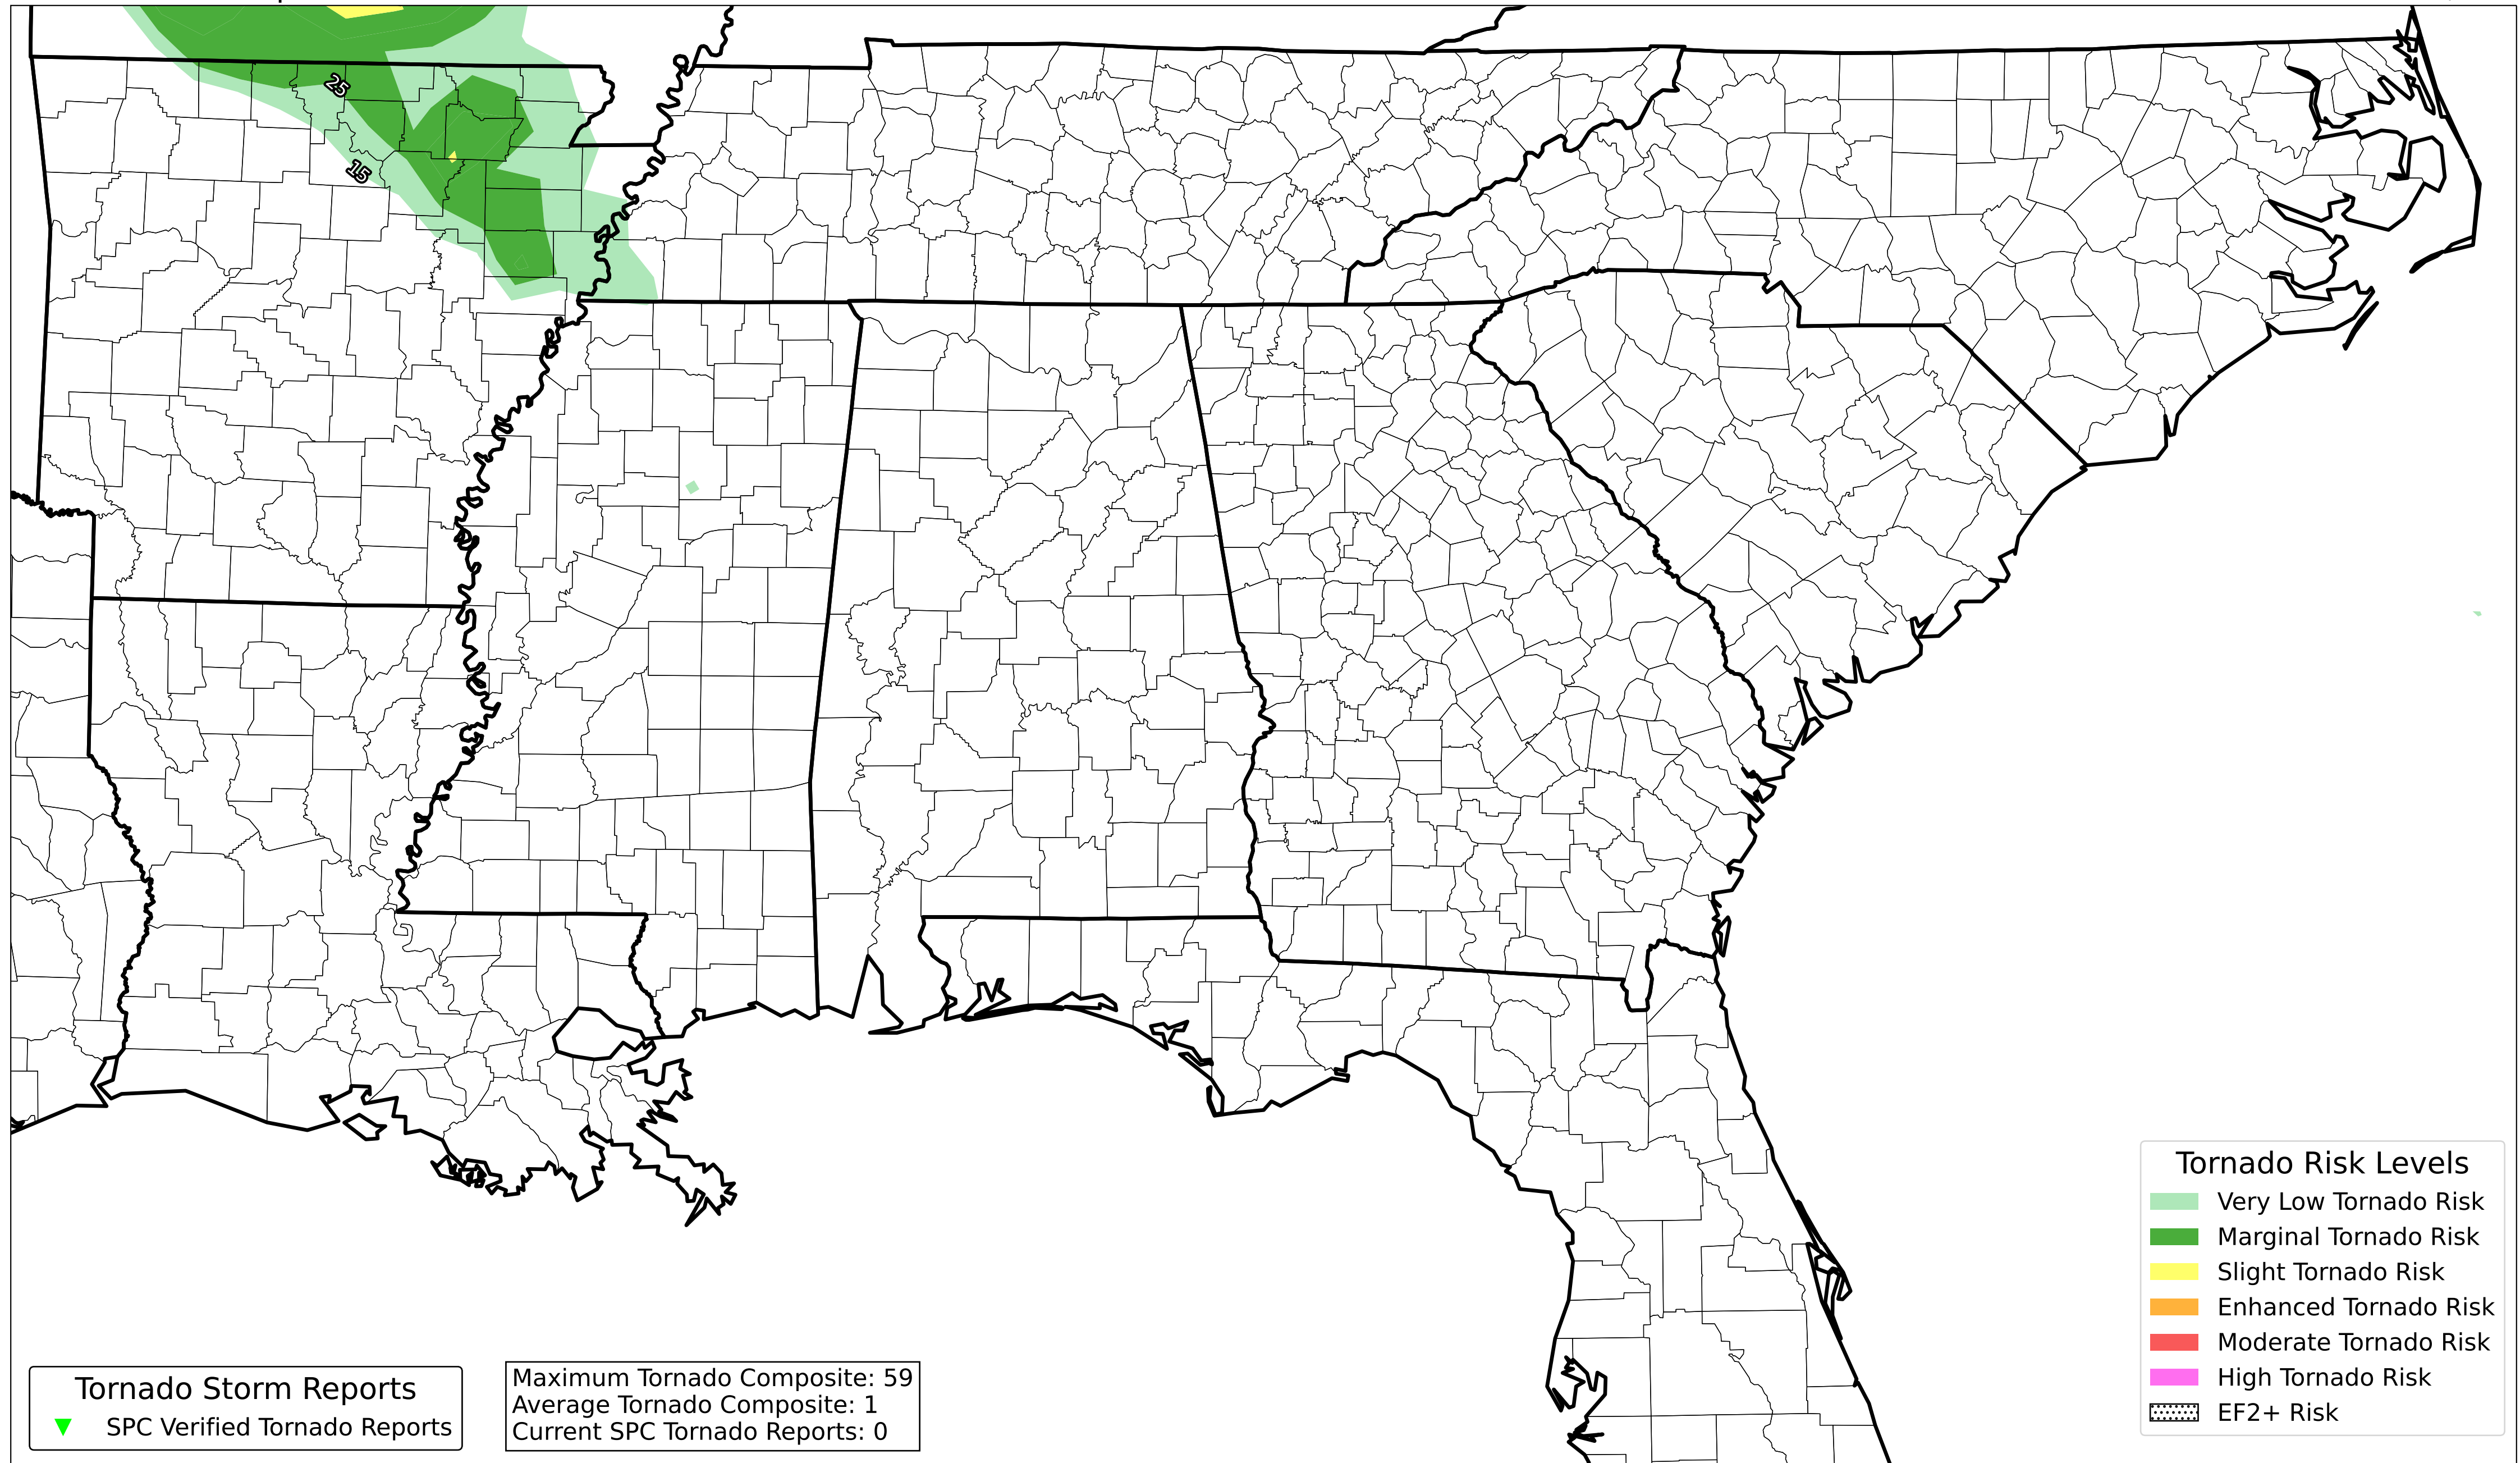 25
15
Tornado Risk Levels
Very Low Tornado Risk
Marginal Tornado Risk
Slight Tornado Risk
Enhanced Tornado Risk
Moderate Tornado Risk
High Tornado Risk
EF2+ Risk
Tornado Storm Reports
SPC Verified Tornado Reports
Maximum Tornado Composite: 59
Average Tornado Composite: 1
Current SPC Tornado Reports: 0